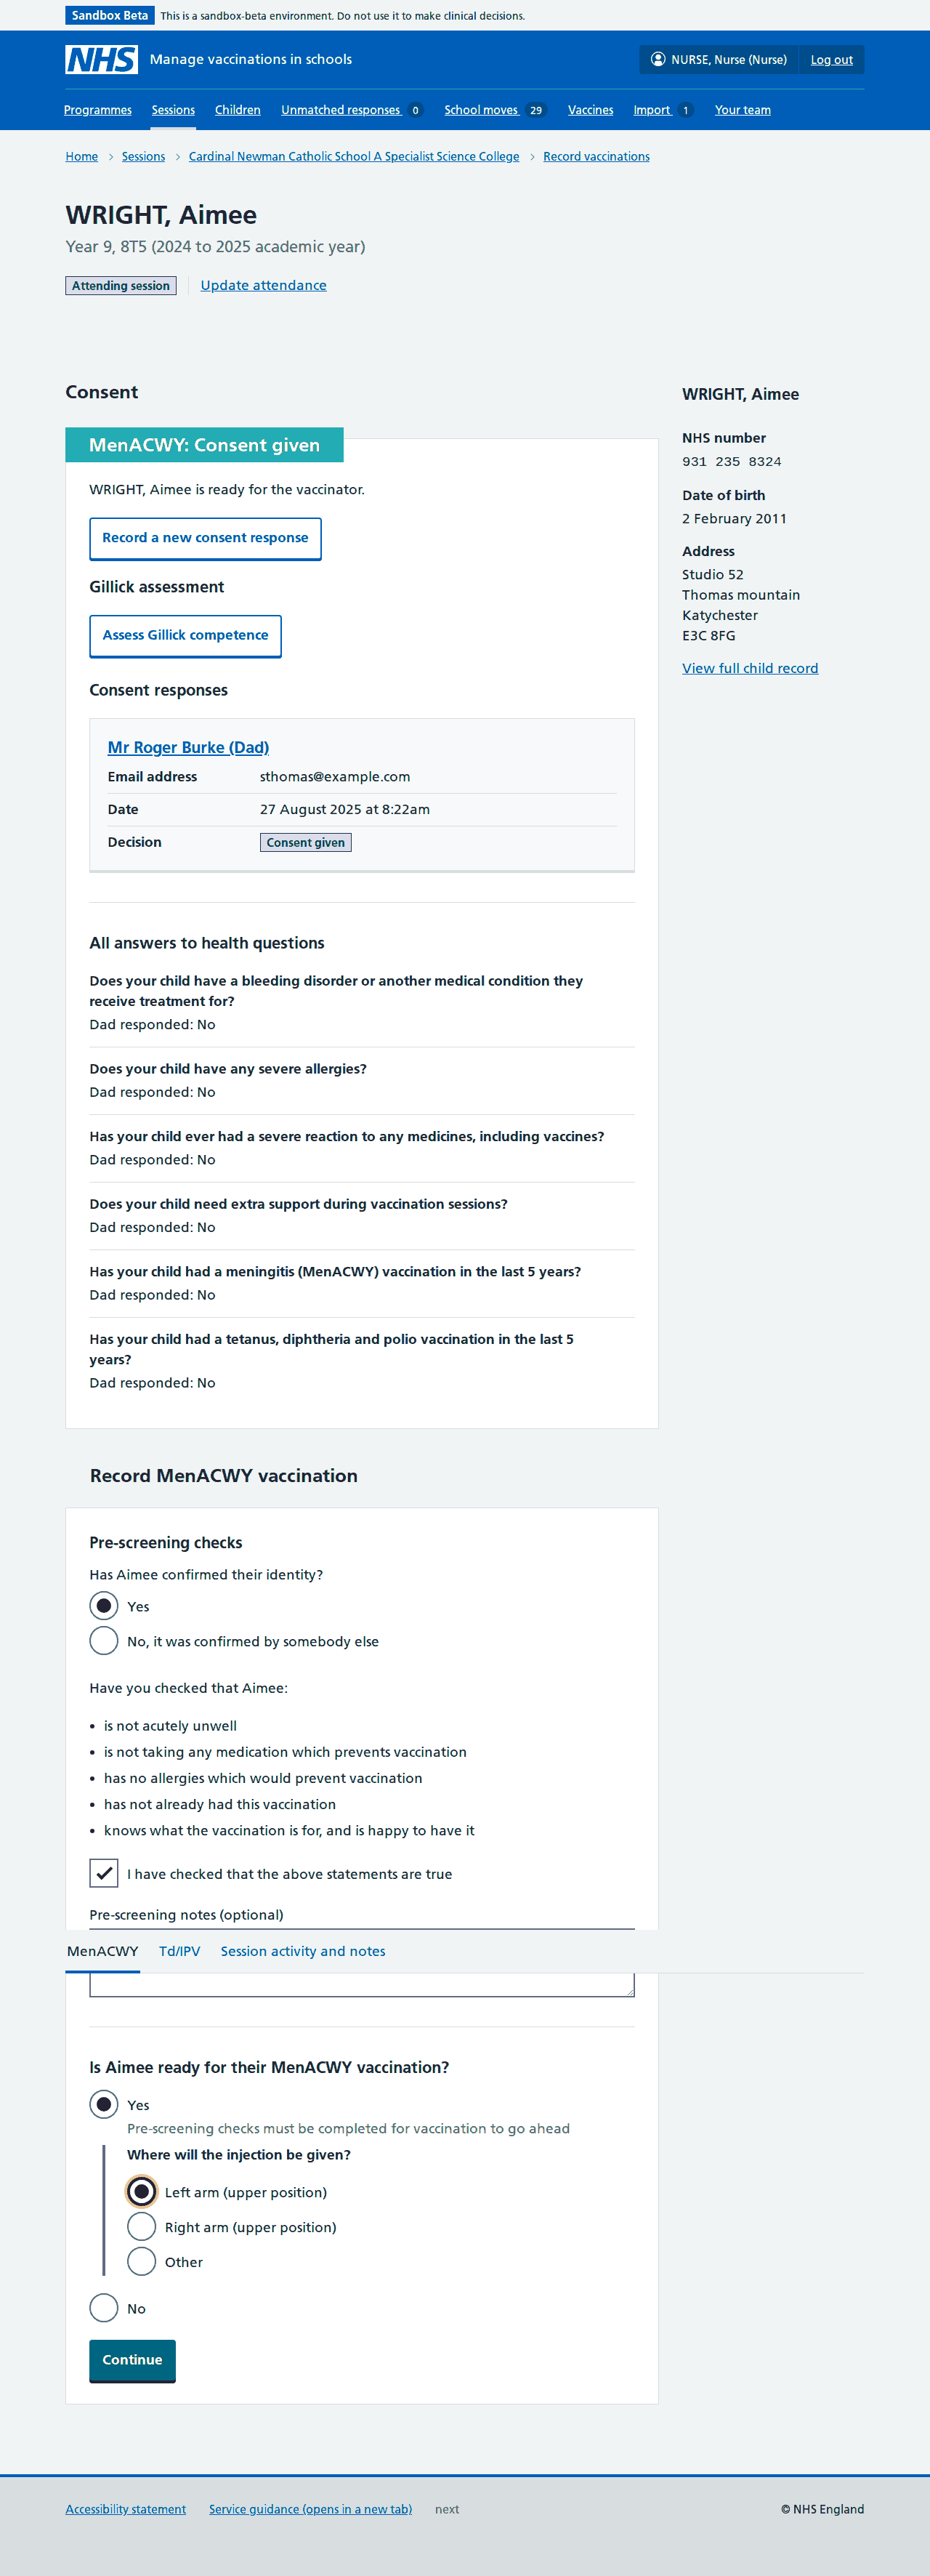 Sandbox Beta This is a sandbox-beta environment. Do not use it to make clinical decisions.
NHS Manage vaccinations in schools NURSE, Nurse (Nurse) Log out
Programmes Sessions Children Unmatched responses 0 School moves 29 Vaccines Import 1 Your team
Home Sessions Cardinal Newman Catholic School A Specialist Science College Record vaccinations
WRIGHT, Aimee
Year 9, 8T5 (2024 to 2025 academic year)
Attending session Update attendance
Consent
MenACWY: Consent given
WRIGHT, Aimee is ready for the vaccinator.
Record a new consent response
Gillick assessment
Assess Gillick competence
Consent responses
Mr Roger Burke (Dad)
Email address sthomas@example.com
Date 27 August 2025 at 8:22am
Decision Consent given
All answers to health questions
Does your child have a bleeding disorder or another medical condition they
receive treatment for?
Dad responded: No
Does your child have any severe allergies?
Dad responded: No
Has your child ever had a severe reaction to any medicines, including vaccines?
Dad responded: No
Does your child need extra support during vaccination sessions?
Dad responded: No
Has your child had a meningitis (MenACWY) vaccination in the last 5 years?
Dad responded: No
Has your child had a tetanus, diphtheria and polio vaccination in the last 5
years?
Dad responded: No
WRIGHT, Aimee
NHS number
931 235 8324
Date of birth
2 February 2011
Address
Studio 52
Thomas mountain
Katychester
E3C 8FG
View full child record
Record MenACWY vaccination
Pre-screening checks
Has Aimee confirmed their identity?
Yes
No, it was confirmed by somebody else
Have you checked that Aimee:
• is not acutely unwell
• is not taking any medication which prevents vaccination
• has no allergies which would prevent vaccination
• has not already had this vaccination
• knows what the vaccination is for, and is happy to have it
I have checked that the above statements are true
Pre-screening notes (optional)
MenACWY Td/IPV Session activity and notes
Is Aimee ready for their MenACWY vaccination?
Yes
Pre-screening checks must be completed for vaccination to go ahead
Where will the injection be given?
Left arm (upper position)
Right arm (upper position)
Other
No
Continue
Accessibility statement Service guidance (opens in a new tab) next © NHS England